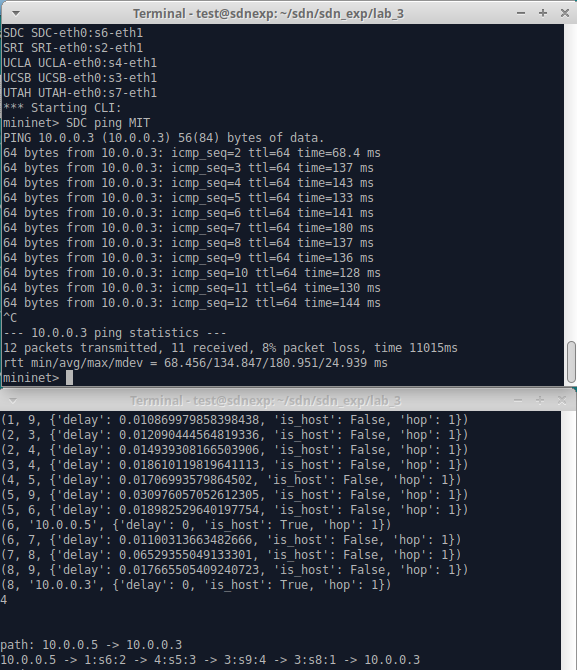 Terminal - test@sdnexp: ~/sdn/sdn_exp/lab_3
SDC SDC-eth0:s6-eth1
SRI SRI-eth0:s2-eth1
UCLA UCLA-eth0:s4-eth1
UCSB UCSB-eth0:s3-eth1
UTAH UTAH-eth0:s7-eth1
*** Starting CLI:
mininet> SDC ping MIT
PING 10.0.0.3 (10.0.0.3) 56(84) bytes of data.
64 bytes from 10.0.0.3: icmp_seq=2 ttl=64 time=68.4 ms
64 bytes from 10.0.0.3: icmp_seq=3 ttl=64 time=137 ms
64 bytes from 10.0.0.3: icmp_seq=4 ttl=64 time=143 ms
64 bytes from 10.0.0.3: icmp_seq=5 ttl=64 time=133 ms
64 bytes from 10.0.0.3: icmp_seq=6 ttl=64 time=141 ms
64 bytes from 10.0.0.3: icmp_seq=7 ttl=64 time=180 ms
64 bytes from 10.0.0.3: icmp_seq=8 ttl=64 time=137 ms
64 bytes from 10.0.0.3: icmp_seq=9 ttl=64 time=136 ms
64 bytes from 10.0.0.3: icmp_seq=10 ttl=64 time=128 ms
64 bytes from 10.0.0.3: icmp_seq=11 ttl=64 time=130 ms
64 bytes from 10.0.0.3: icmp_seq=12 ttl=64 time=144 ms
^C
--- 10.0.0.3 ping statistics ---
12 packets transmitted, 11 received, 8% packet loss, time 11015ms
rtt min/avg/max/mdev = 68.456/134.847/180.951/24.939 ms
mininet>
Terminal - test@sdnexp: ~/sdn/sdn_exp/lab_3
(1, 9, {'delay': 0.010869979858398438, 'is_host': False, 'hop': 1})
(2, 3, {'delay': 0.012090444564819336, 'is_host': False, 'hop': 1})
(2, 4, {'delay': 0.014939308166503906, 'is_host': False, 'hop': 1})
(3, 4, {'delay': 0.018610119819641113, 'is_host': False, 'hop': 1})
(4, 5, {'delay': 0.01706993579864502, 'is_host': False, 'hop': 1})
(5, 9, {'delay': 0.030976057052612305, 'is_host': False, 'hop': 1})
(5, 6, {'delay': 0.018982529640197754, 'is_host': False, 'hop': 1})
(6, '10.0.0.5', {'delay': 0, 'is_host': True, 'hop': 1})
(6, 7, {'delay': 0.01100313663482666, 'is_host': False, 'hop': 1})
(7, 8, {'delay': 0.06529355049133301, 'is_host': False, 'hop': 1})
(8, 9, {'delay': 0.017665505409240723, 'is_host': False, 'hop': 1})
(8, '10.0.0.3', {'delay': 0, 'is_host': True, 'hop': 1})
4
path: 10.0.0.5 -> 10.0.0.3
10.0.0.5 -> 1:s6:2 -> 4:s5:3 -> 3:s9:4 -> 3:s8:1 -> 10.0.0.3